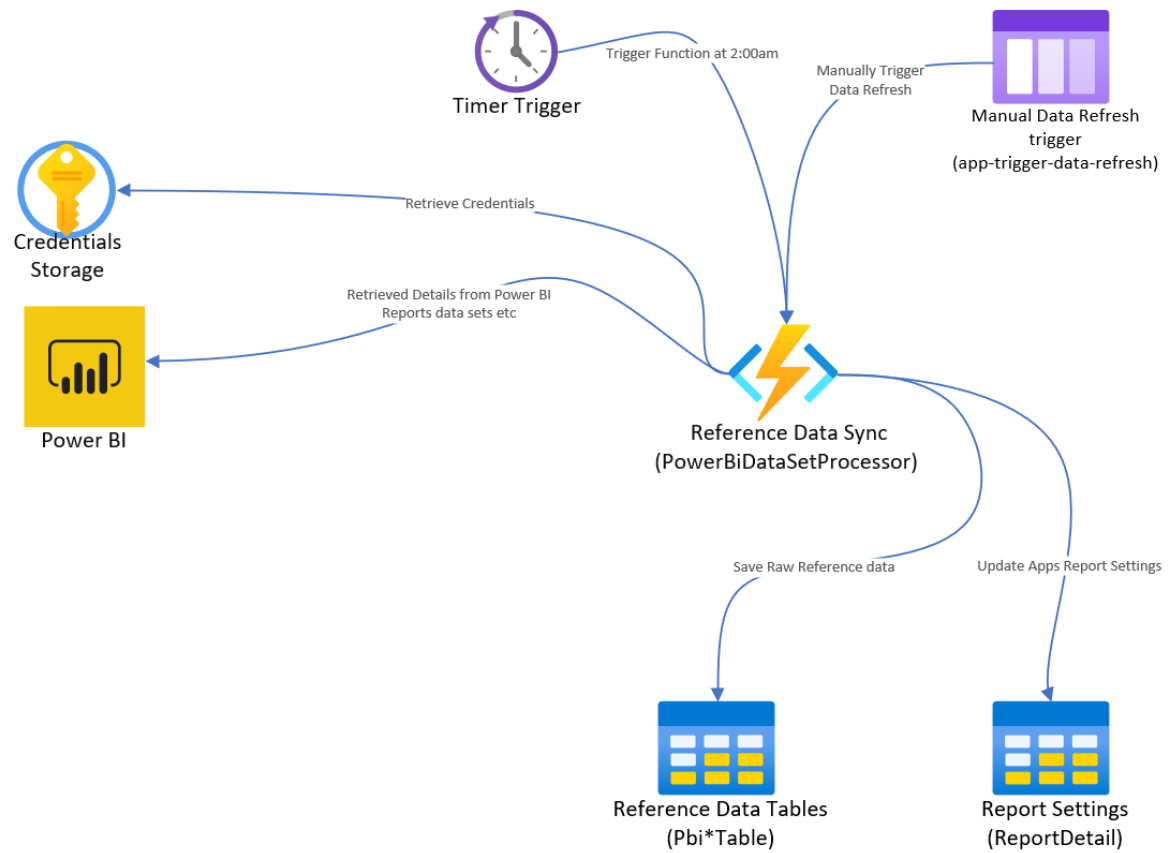 Trigger Function at 2:00am
Timer Trigger
Manually Trigger
Data Refresh
Manual Data Refresh
trigger
(app-trigger-data-refresh)
Retrieve Credentials
Credentials
Storage
Retrieved Details from Power BI
Reports data sets etc
Power BI
Reference Data Sync
(PowerBiDataSetProcessor)
Save Raw Reference data
Update Apps Report Settings
Reference Data Tables
(Pbi*Table)
Report Settings
(ReportDetail)